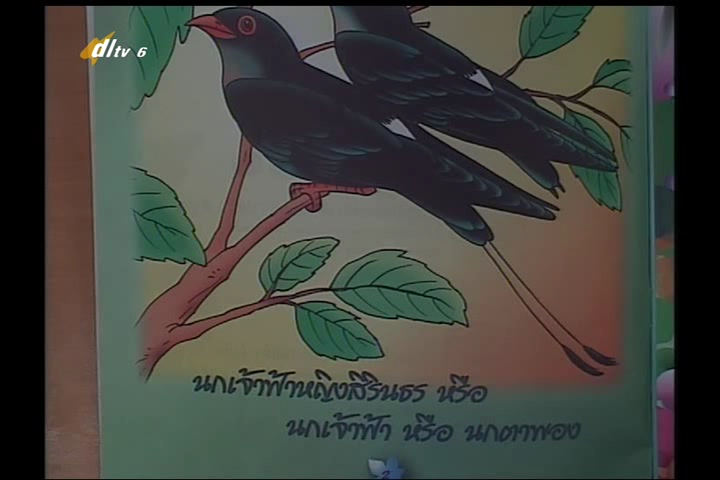 dltv 6
นกเจ้าฟ้าหญิงสิรินธร หรือ
นกเจ้าฟ้า หรือ นกตาพอง
2